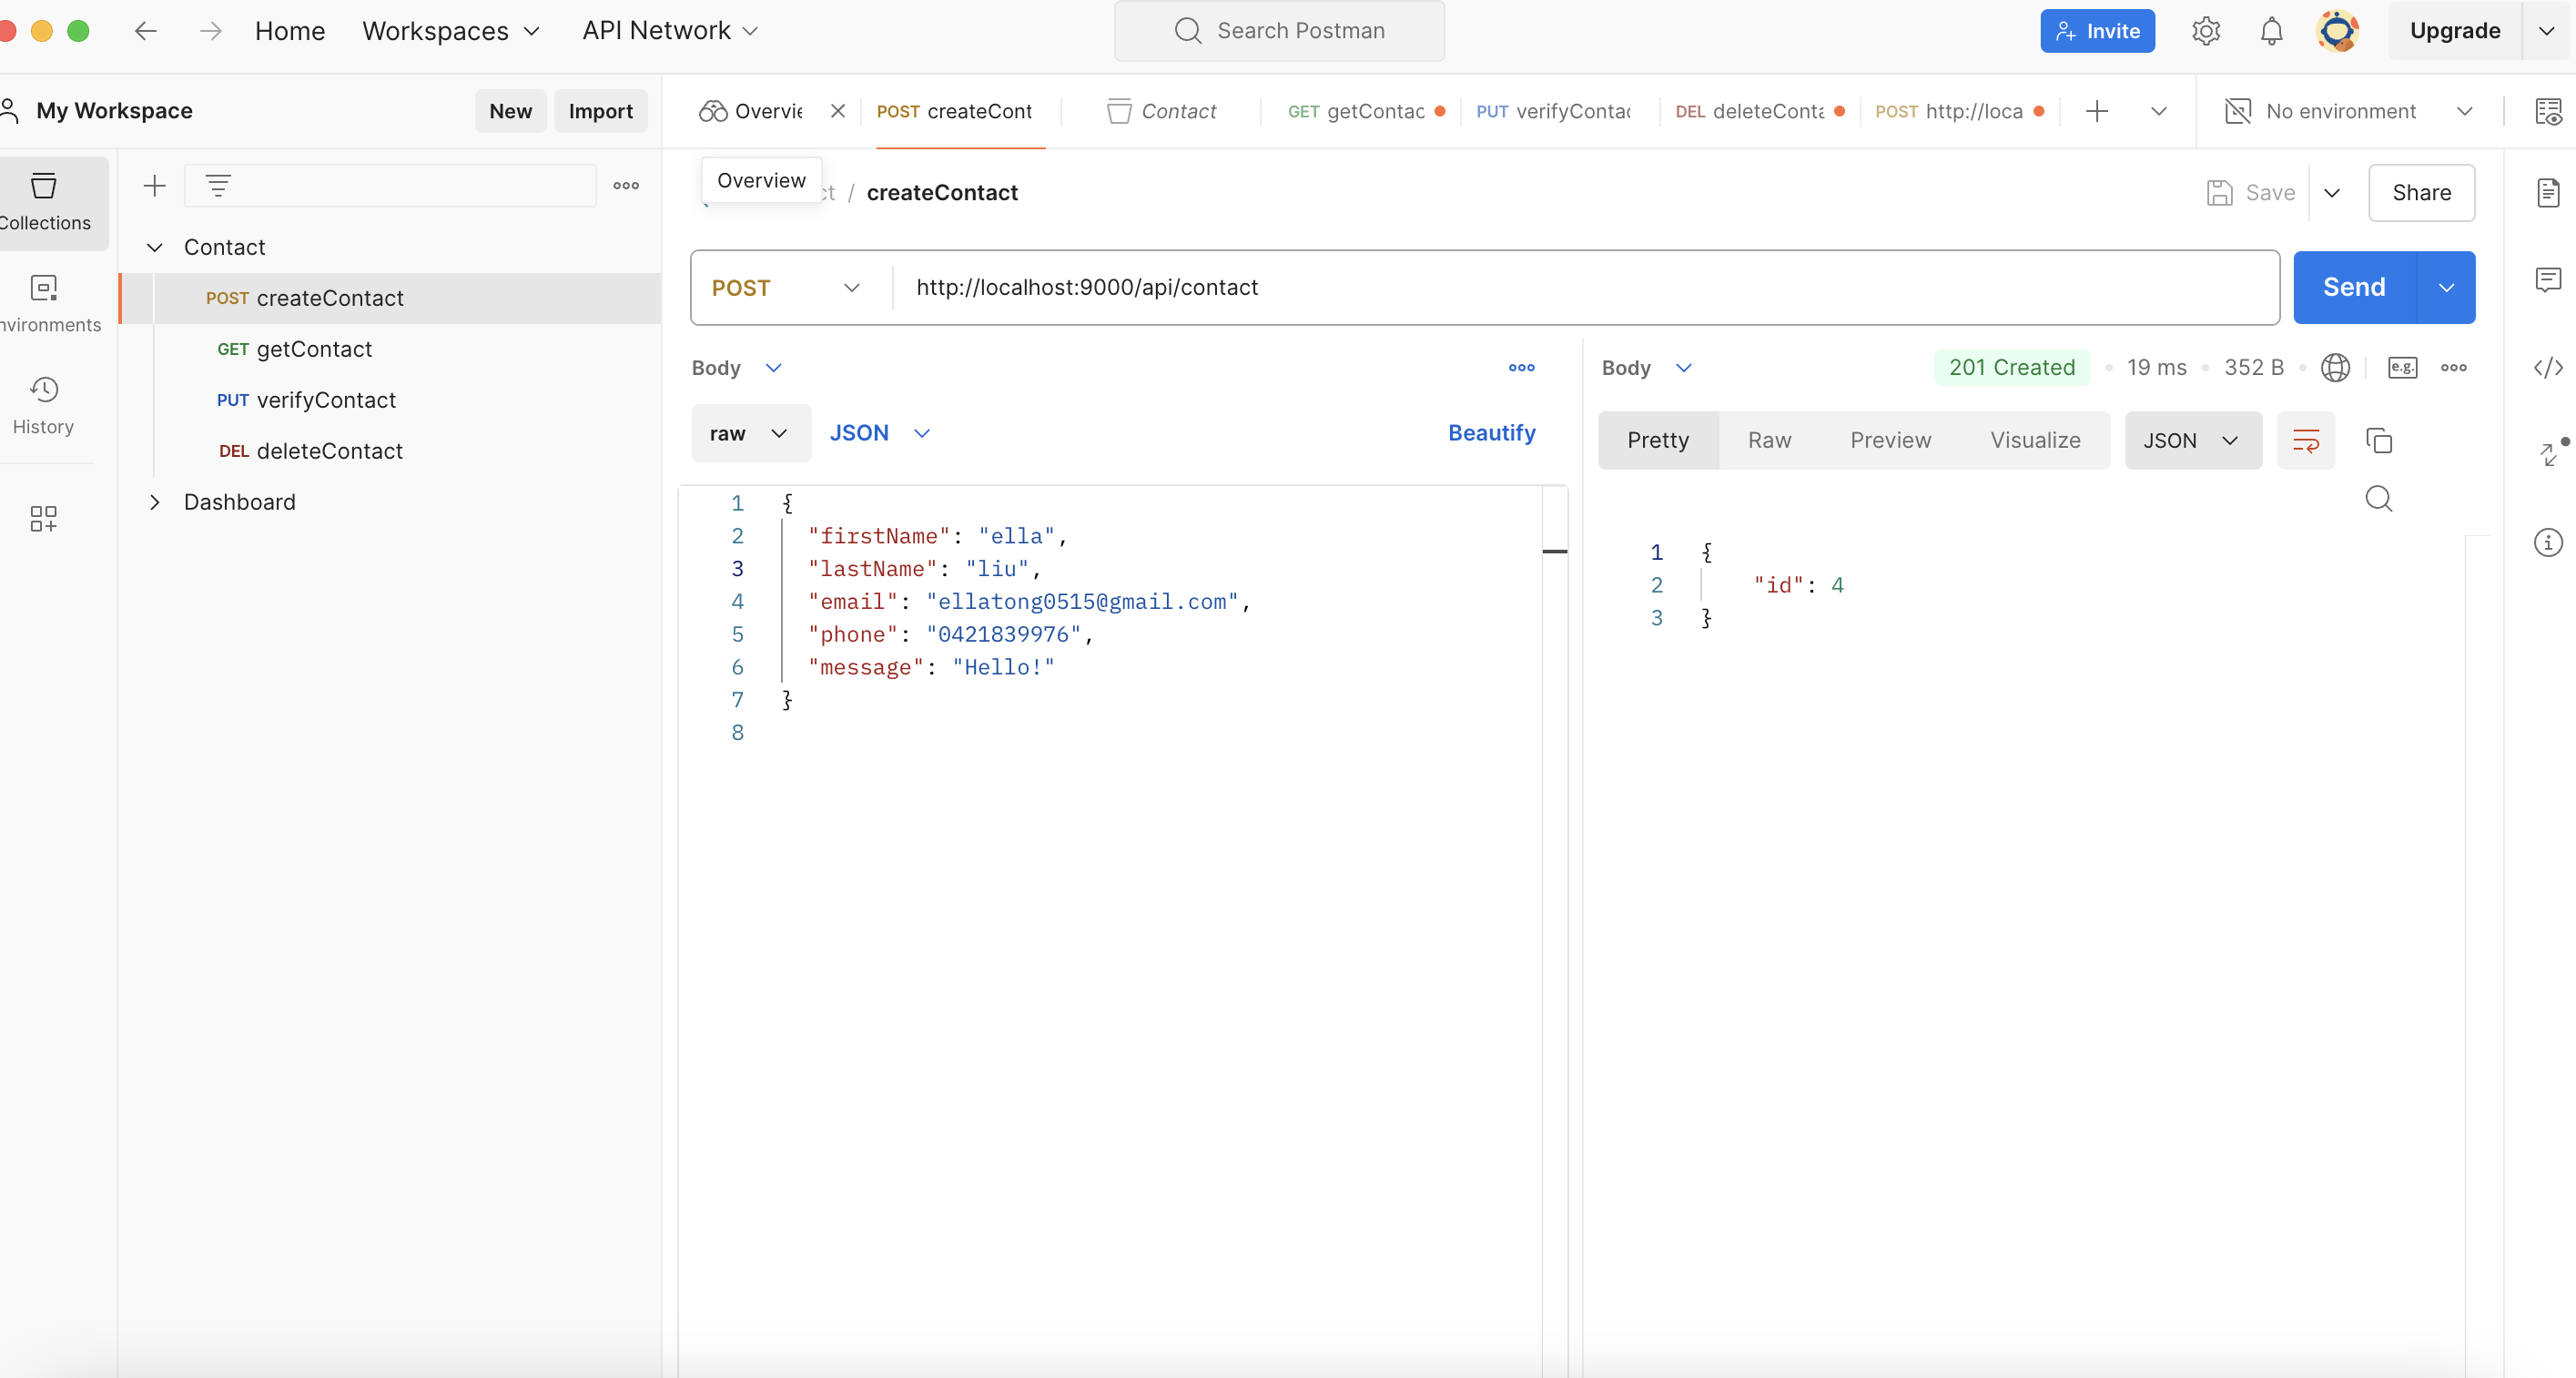 Home Workspaces API Network Search Postman Invite Upgrade
My Workspace New Import
Overvie POST createCont Contact GET getContac PUT verifyContac DEL deleteConta POST http://loca No environment
Overview
ct / createContact Save Share
Collections
nvironments
History
Contact
POST createContact
GET getContact
PUT verifyContact
DEL deleteContact
Dashboard
POST http://localhost:9000/api/contact Send
Body
raw JSON Beautify
1 {
2 "firstName": "ella",
3 "lastName": "liu",
4 "email": "ellatong0515@gmail.com",
5 "phone": "0421839976",
6 "message": "Hello!"
7 }
8
Body 201 Created 19 ms 352 B e.g.
Pretty Raw Preview Visualize JSON
1 {
2 "id": 4
3 }